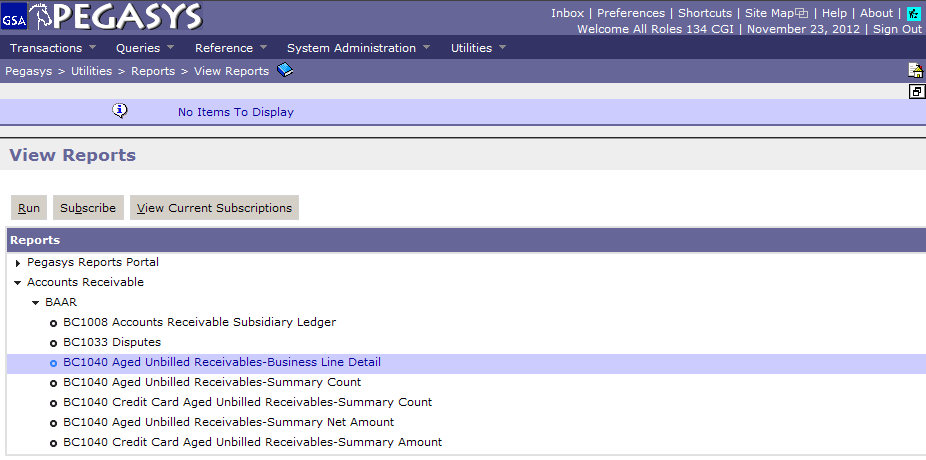 GSA PEGASYS
Inbox | Preferences | Shortcuts | Site Map | Help | About |
Welcome All Roles 134 CGI | November 23, 2012 | Sign Out
Transactions Queries Reference System Administration Utilities
Pegasys > Utilities > Reports > View Reports
No Items To Display
View Reports
Run Subscribe View Current Subscriptions
Reports
Pegasys Reports Portal
Accounts Receivable
BAAR
BC1008 Accounts Receivable Subsidiary Ledger
BC1033 Disputes
BC1040 Aged Unbilled Receivables-Business Line Detail
BC1040 Aged Unbilled Receivables-Summary Count
BC1040 Credit Card Aged Unbilled Receivables-Summary Count
BC1040 Aged Unbilled Receivables-Summary Net Amount
BC1040 Credit Card Aged Unbilled Receivables-Summary Amount